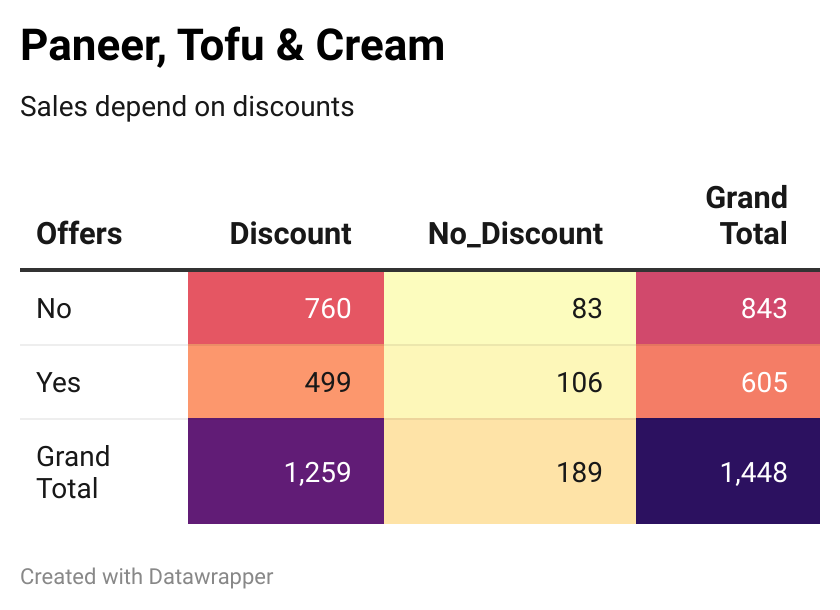 Paneer, Tofu & Cream
Sales depend on discounts
Offers Discount No_Discount Grand Total
No 760 83 843
Yes 499 106 605
Grand Total 1,259 189 1,448
Created with Datawrapper